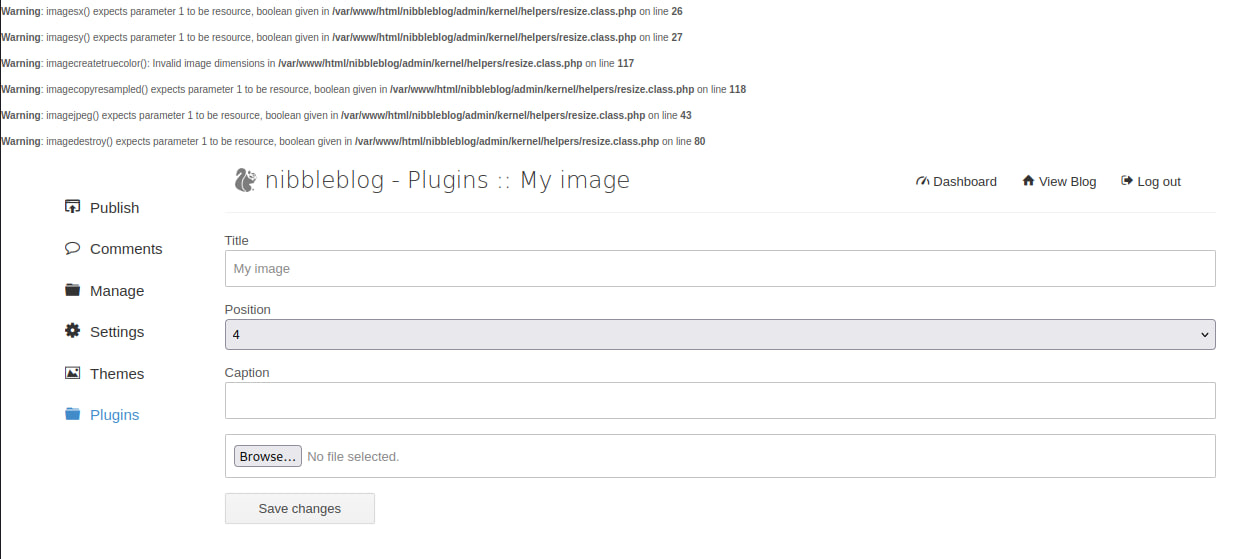 Warning: imagesx() expects parameter 1 to be resource, boolean given in /var/www/html/nibbleblog/admin/kernel/helpers/resize.class.php on line 26
Warning: imagesy() expects parameter 1 to be resource, boolean given in /var/www/html/nibbleblog/admin/kernel/helpers/resize.class.php on line 27
Warning: imagecreatetruecolor(): Invalid image dimensions in /var/www/html/nibbleblog/admin/kernel/helpers/resize.class.php on line 117
Warning: imagecopyresampled() expects parameter 1 to be resource, boolean given in /var/www/html/nibbleblog/admin/kernel/helpers/resize.class.php on line 118
Warning: imagejpeg() expects parameter 1 to be resource, boolean given in /var/www/html/nibbleblog/admin/kernel/helpers/resize.class.php on line 43
Warning: imagedestroy() expects parameter 1 to be resource, boolean given in /var/www/html/nibbleblog/admin/kernel/helpers/resize.class.php on line 80
nibbleblog - Plugins :: My image
Dashboard
View Blog
Log out
Publish
Comments
Manage
Settings
Themes
Plugins
Title
My image
Position
4
Caption
Browse... No file selected.
Save changes